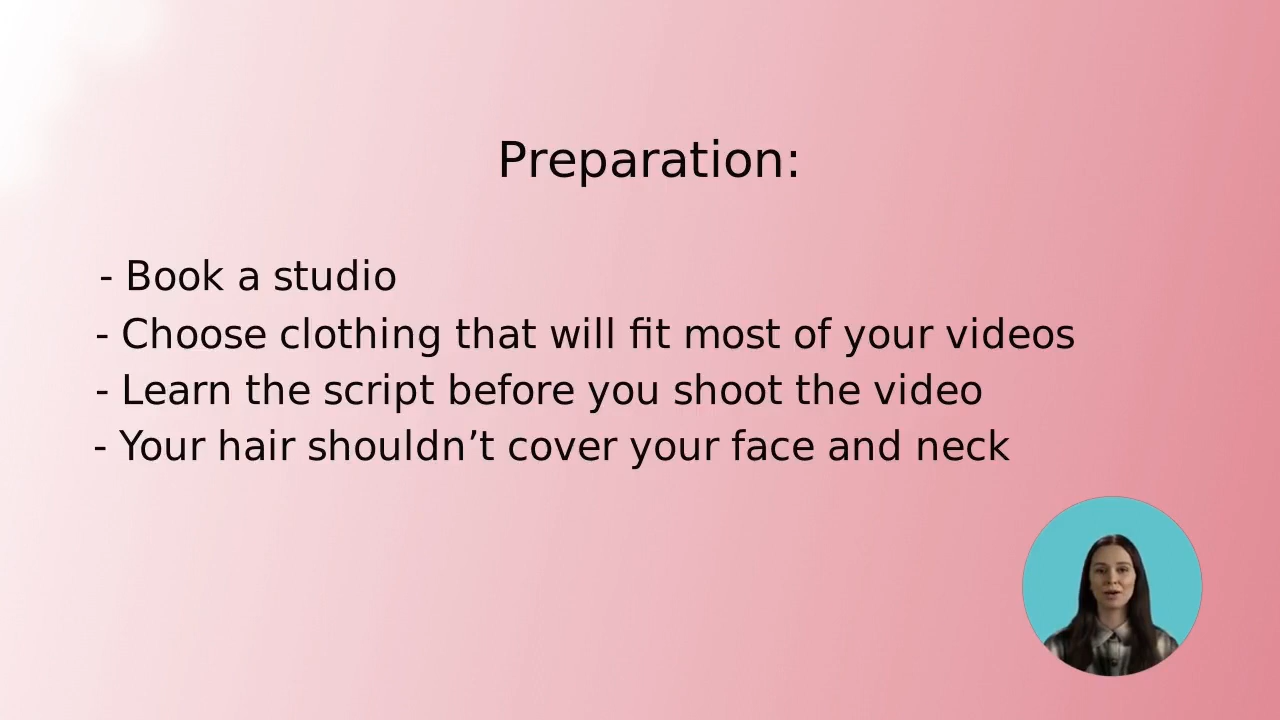 Preparation:
- Book a studio
- Choose clothing that will fit most of your videos
- Learn the script before you shoot the video
- Your hair shouldn’t cover your face and neck